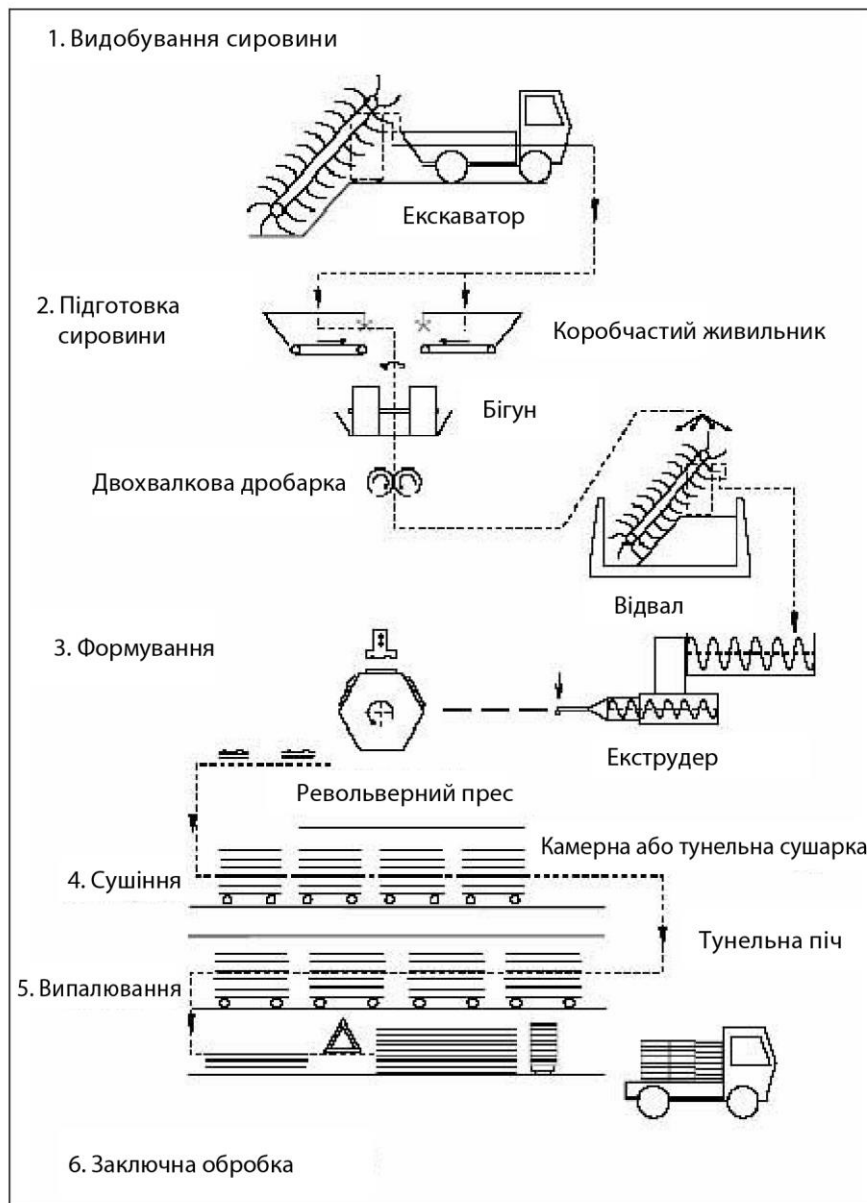 1. Видобування сировини
Екскаватор
2. Підготовка
сировини
Коробчастий живильник
Бігун
Двохвалкова дробарка
Відвал
3. Формування
Екструдер
Револьверний прес
Камерна або тунельна сушарка
4. Сушіння
Тунельна піч
5. Випалювання
6. Заключна обробка